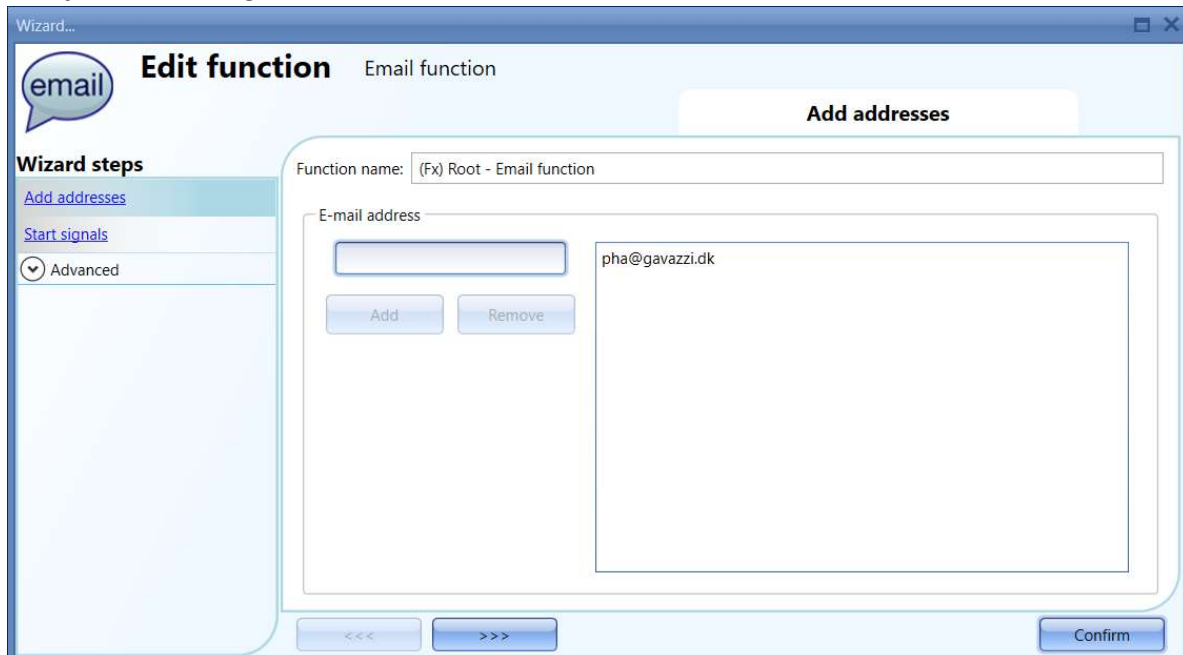 Wizard...
email
Edit function Email function
Add addresses
Wizard steps
Add addresses
Start signals
Advanced
Function name: (Fx) Root - Email function
E-mail address
pha@gavazzi.dk
Add Remove
<<< >>> Confirm